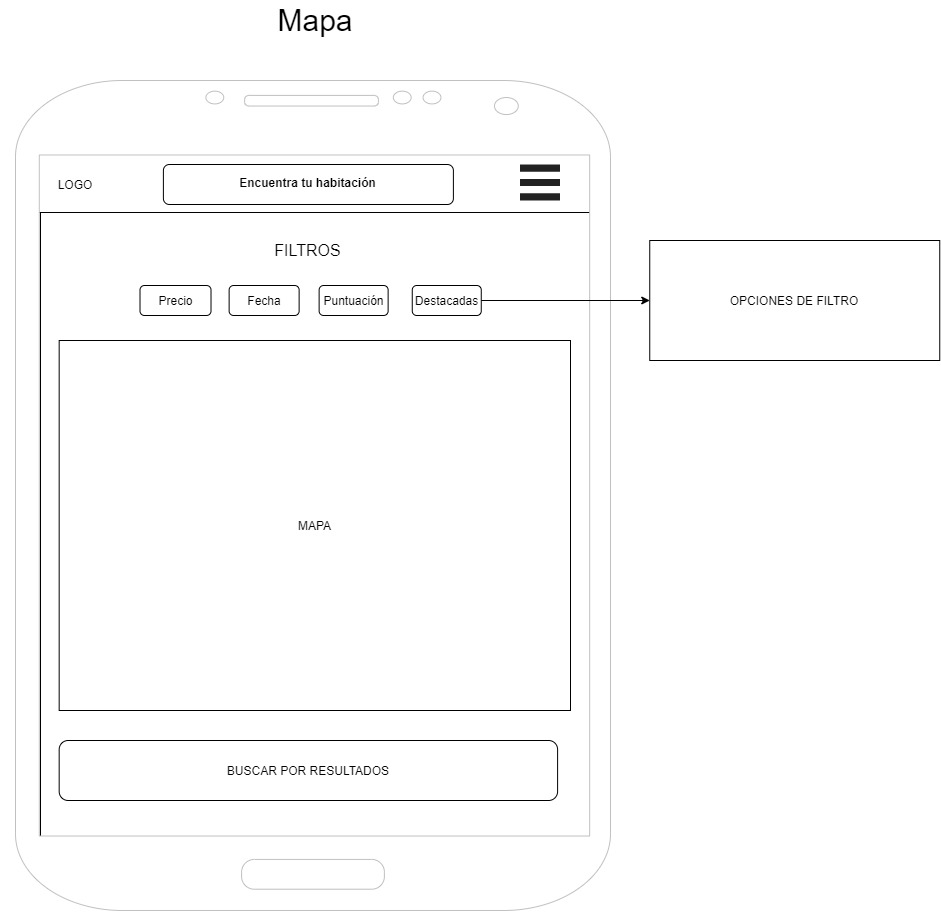 Mapa
LOGO
Encuentra tu habitación
FILTROS
Precio
Fecha
Puntuación
Destacadas
OPCIONES DE FILTRO
MAPA
BUSCAR POR RESULTADOS